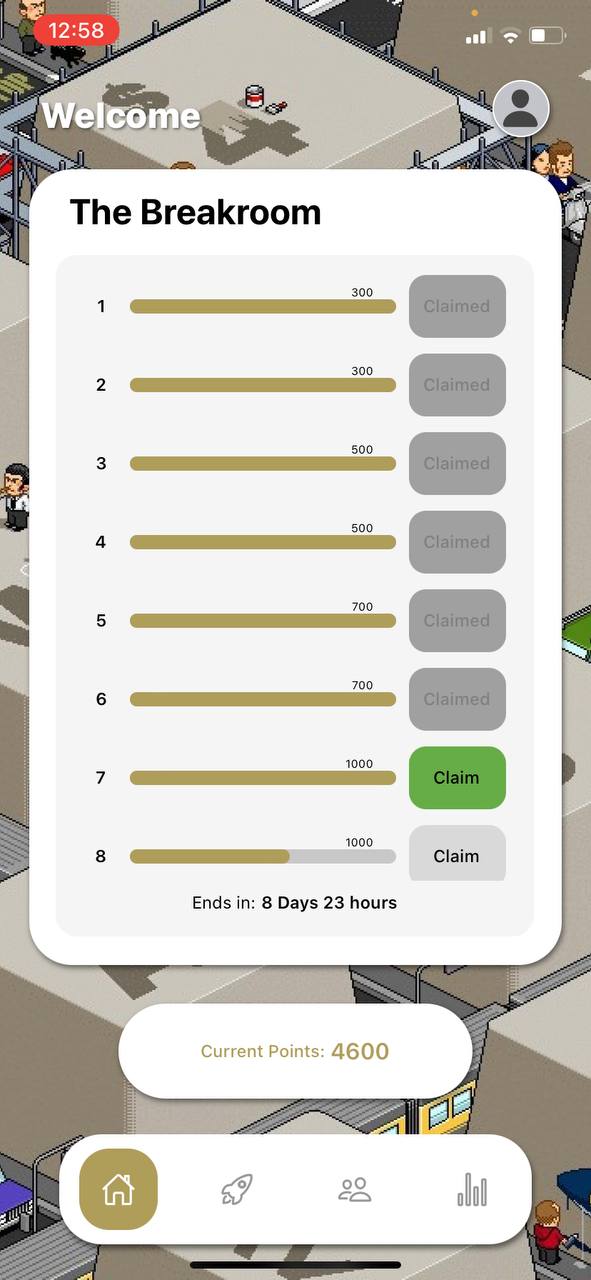 12:58
Welcome
The Breakroom
1 300 Claimed
2 300 Claimed
3 500 Claimed
4 500 Claimed
5 700 Claimed
6 700 Claimed
7 1000 Claim
8 1000 Claim
Ends in: 8 Days 23 hours
Current Points: 4600